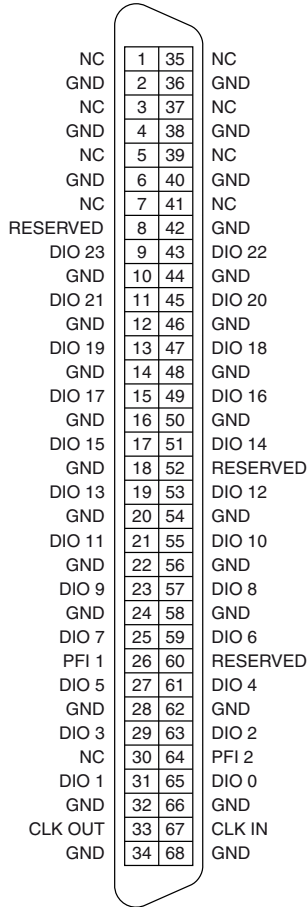 NC 1 35 NC
GND 2 36 GND
NC 3 37 NC
GND 4 38 GND
NC 5 39 NC
GND 6 40 GND
NC 7 41 NC
RESERVED 8 42 GND
DIO 23 9 43 DIO 22
GND 10 44 GND
DIO 21 11 45 DIO 20
GND 12 46 GND
DIO 19 13 47 DIO 18
GND 14 48 GND
DIO 17 15 49 DIO 16
GND 16 50 GND
DIO 15 17 51 DIO 14
GND 18 52 RESERVED
DIO 13 19 53 DIO 12
GND 20 54 GND
DIO 11 21 55 DIO 10
GND 22 56 GND
DIO 9 23 57 DIO 8
GND 24 58 GND
DIO 7 25 59 DIO 6
PFI 1 26 60 RESERVED
DIO 5 27 61 DIO 4
GND 28 62 GND
DIO 3 29 63 DIO 2
NC 30 64 PFI 2
DIO 1 31 65 DIO 0
GND 32 66 GND
CLK OUT 33 67 CLK IN
GND 34 68 GND